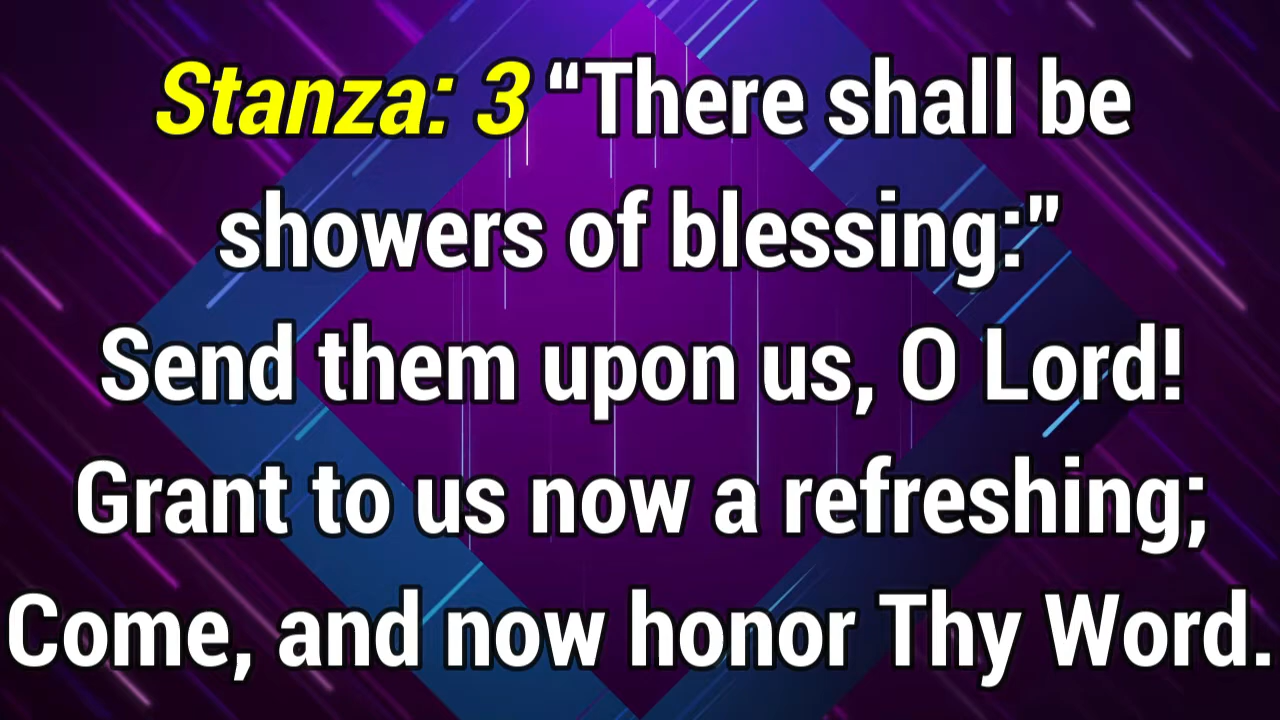 Stanza: 3 “There shall be
showers of blessing:”
Send them upon us, O Lord!
Grant to us now a refreshing;
Come, and now honor Thy Word.